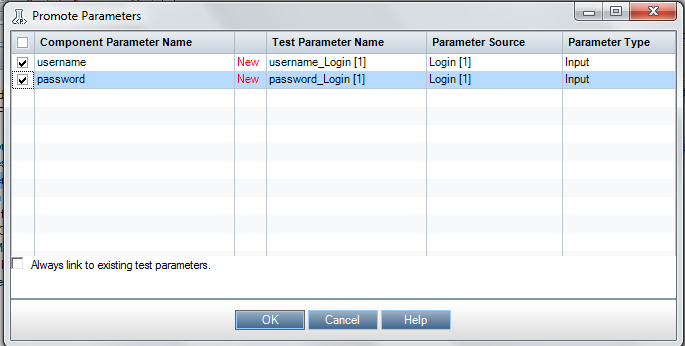 Promote Parameters
Component Parameter Name Test Parameter Name Parameter Source Parameter Type
username New username_Login [1] Login [1] Input
password New password_Login [1] Login [1] Input
Always link to existing test parameters.
OK Cancel Help